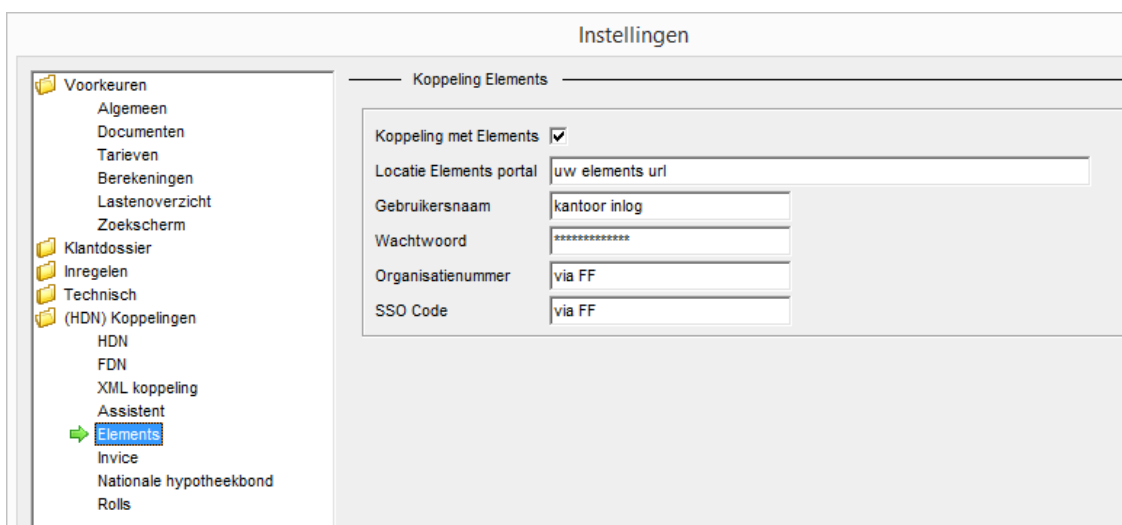 Instellingen
Voorkeuren
Algemeen
Documenten
Tarieven
Berekeningen
Lastenoverzicht
Zoekscherm
Klantdossier
Inregelen
Technisch
(HDN) Koppelingen
HDN
FDN
XML koppeling
Assistent
Elements
Invice
Nationale hypotheekbond
Rolls
Koppeling Elements
Koppeling met Elements
Locatie Elements portal uw elements url
Gebruikersnaam kantoor inlog
Wachtwoord *************
Organisatienummer via FF
SSO Code via FF